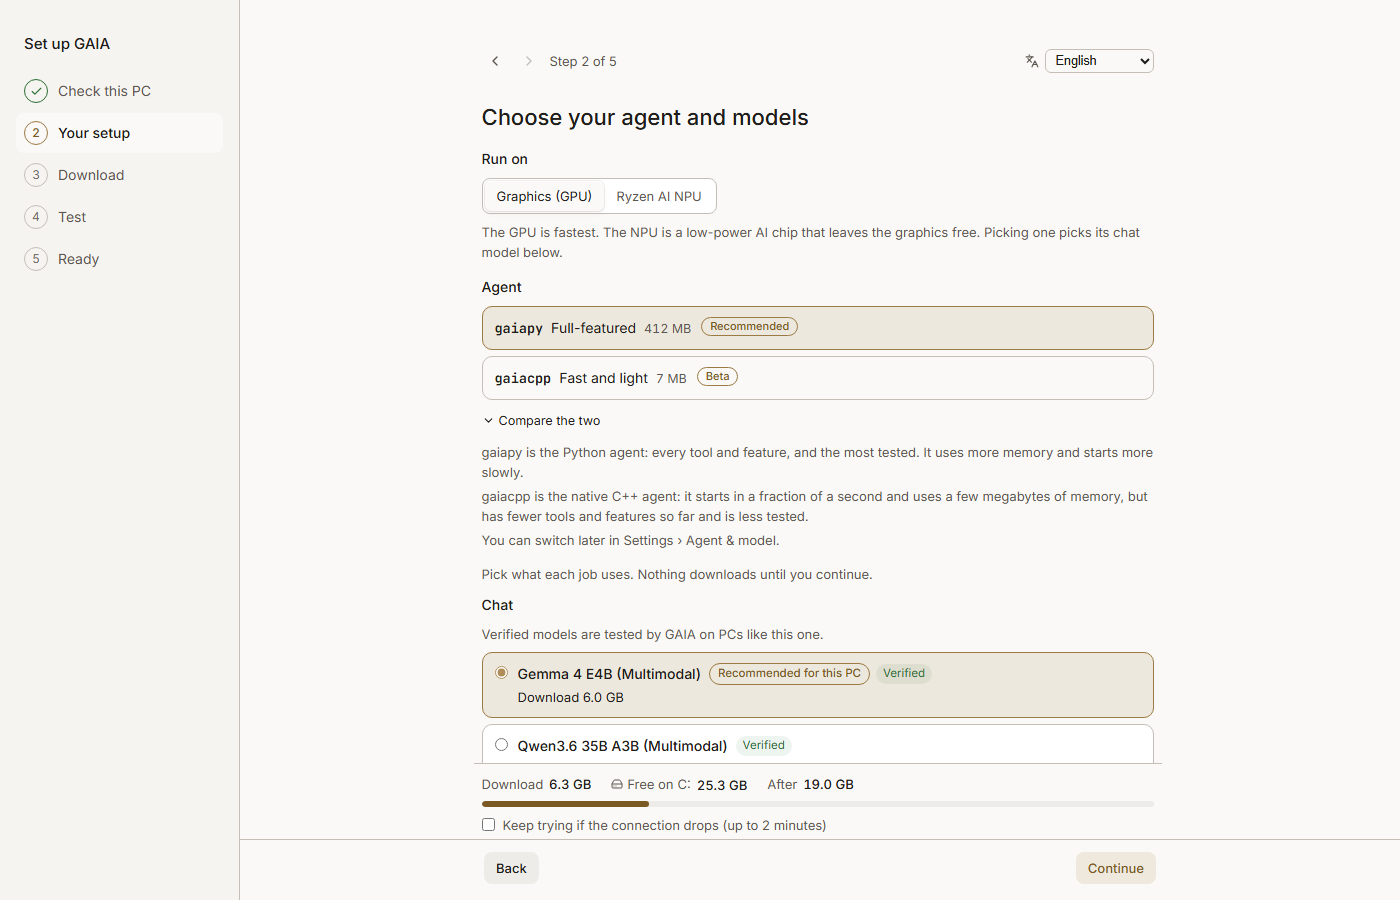 Set up GAIA
Check this PC
2 Your setup
3 Download
4 Test
5 Ready
Step 2 of 5
English
Choose your agent and models
Run on
Graphics (GPU) Ryzen AI NPU
The GPU is fastest. The NPU is a low-power AI chip that leaves the graphics free. Picking one picks its chat
model below.
Agent
gaiapy Full-featured 412 MB Recommended
gaiacpp Fast and light 7 MB Beta
Compare the two
gaiapy is the Python agent: every tool and feature, and the most tested. It uses more memory and starts more
slowly.
gaiacpp is the native C++ agent: it starts in a fraction of a second and uses a few megabytes of memory, but
has fewer tools and features so far and is less tested.
You can switch later in Settings › Agent & model.
Pick what each job uses. Nothing downloads until you continue.
Chat
Verified models are tested by GAIA on PCs like this one.
Gemma 4 E4B (Multimodal) Recommended for this PC Verified
Download 6.0 GB
Qwen3.6 35B A3B (Multimodal) Verified
Download 6.3 GB Free on C: 25.3 GB After 19.0 GB
Keep trying if the connection drops (up to 2 minutes)
Back Continue